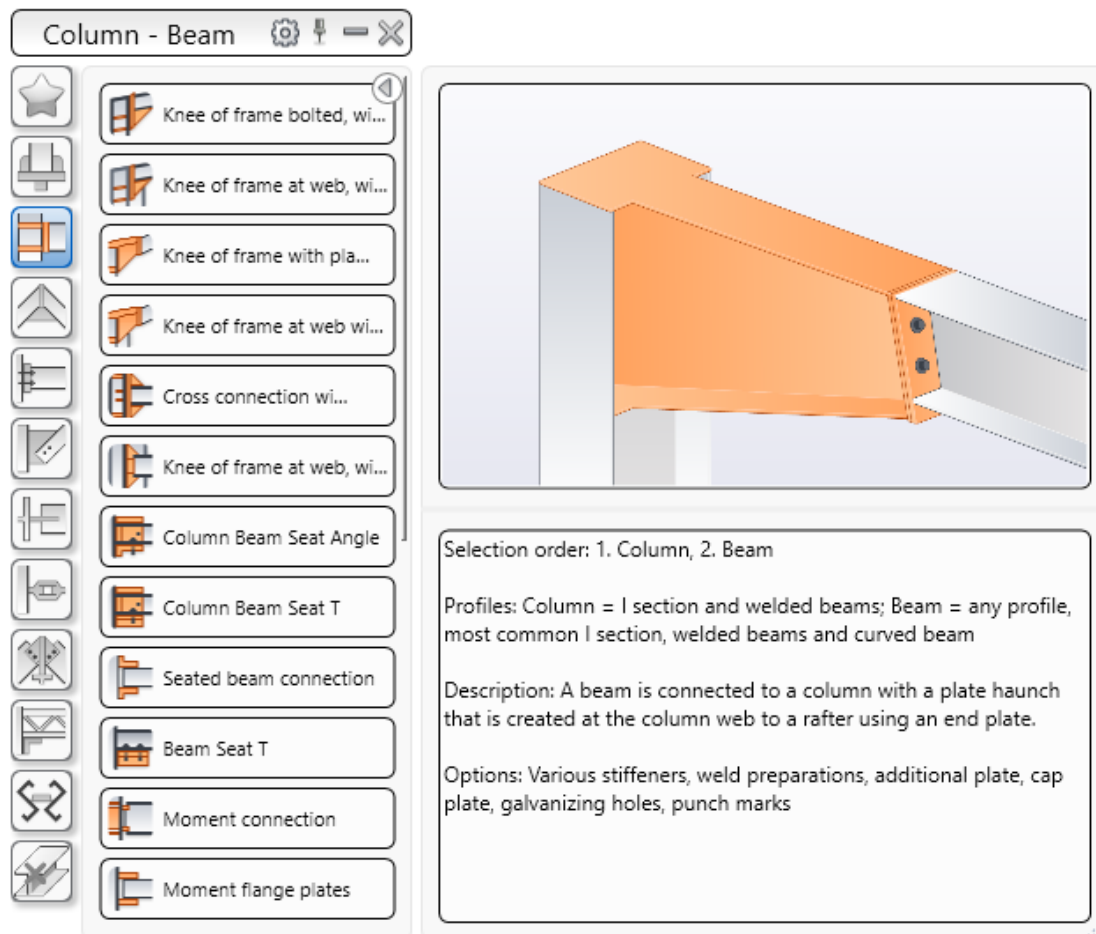 Column - Beam
Knee of frame bolted, wi...
Knee of frame at web, wi...
Knee of frame with pla...
Knee of frame at web wi...
Cross connection wi...
Knee of frame at web, wi...
Column Beam Seat Angle
Column Beam Seat T
Seated beam connection
Beam Seat T
Moment connection
Moment flange plates
Selection order: 1. Column, 2. Beam
Profiles: Column = I section and welded beams; Beam = any profile,
most common I section, welded beams and curved beam
Description: A beam is connected to a column with a plate haunch
that is created at the column web to a rafter using an end plate.
Options: Various stiffeners, weld preparations, additional plate, cap
plate, galvanizing holes, punch marks